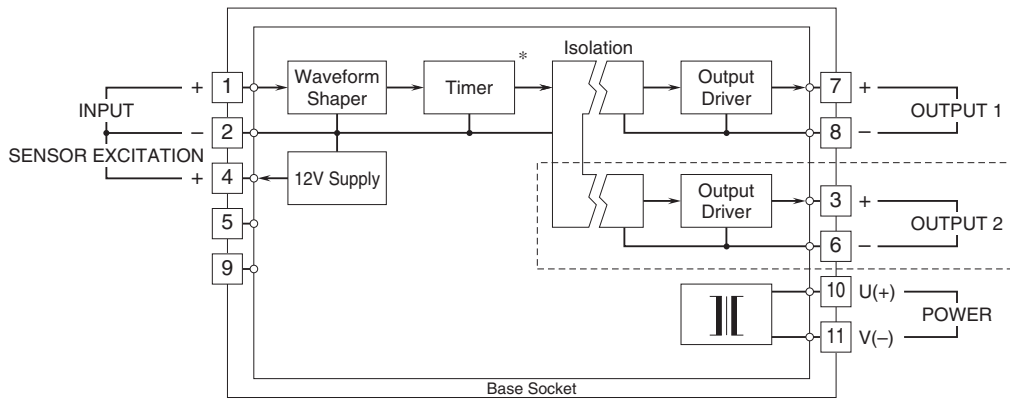 Isolation
*
Waveform
Shaper
Timer
Output
Driver
INPUT
+ 1
− 2
SENSOR EXCITATION
+ 4
12V Supply
5
9
7 +
8 −
OUTPUT 1
Output
Driver
3 +
6 −
OUTPUT 2
10 U(+)
11 V(−)
POWER
Base Socket